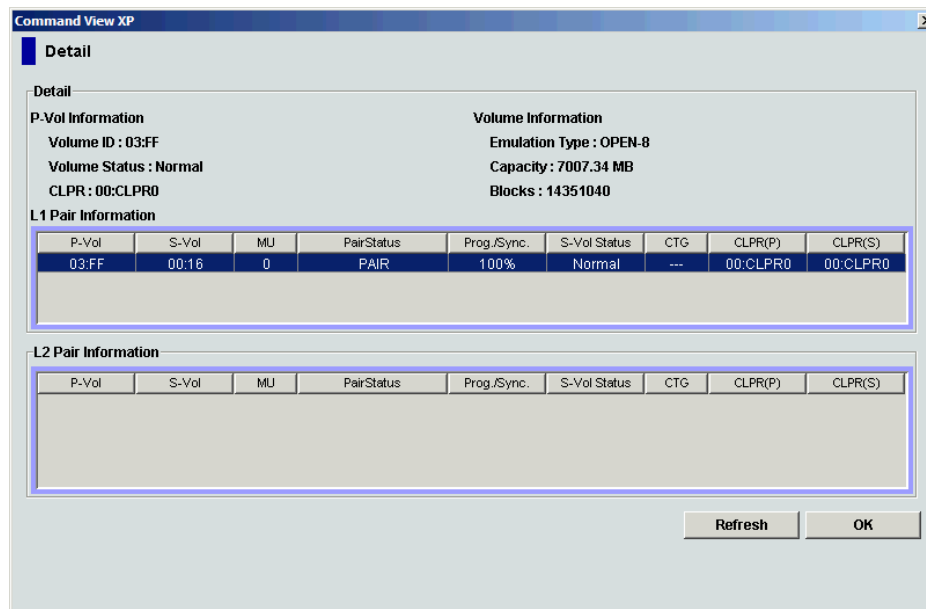 Command View XP
Detail
Detail
P-Vol Information
Volume Information
Volume ID : 03:FF
Emulation Type : OPEN-8
Volume Status : Normal
Capacity : 7007.34 MB
CLPR : 00:CLPR0
Blocks : 14351040
L1 Pair Information
P-Vol S-Vol MU PairStatus Prog./Sync. S-Vol Status CTG CLPR(P) CLPR(S)
03:FF 00:16 0 PAIR 100% Normal --- 00:CLPR0 00:CLPR0
L2 Pair Information
P-Vol S-Vol MU PairStatus Prog./Sync. S-Vol Status CTG CLPR(P) CLPR(S)
Refresh OK